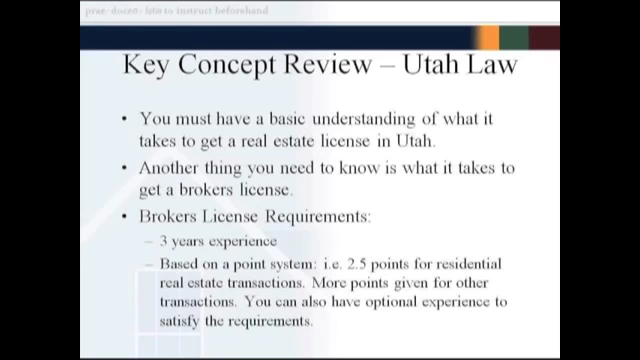 prae-doceo: latin to instruct beforehand
Key Concept Review – Utah Law
• You must have a basic understanding of what it
takes to get a real estate license in Utah.
• Another thing you need to know is what it takes to
get a brokers license.
• Brokers License Requirements:
– 3 years experience
– Based on a point system: i.e. 2.5 points for residential
real estate transactions. More points given for other
transactions. You can also have optional experience to
satisfy the requirements.